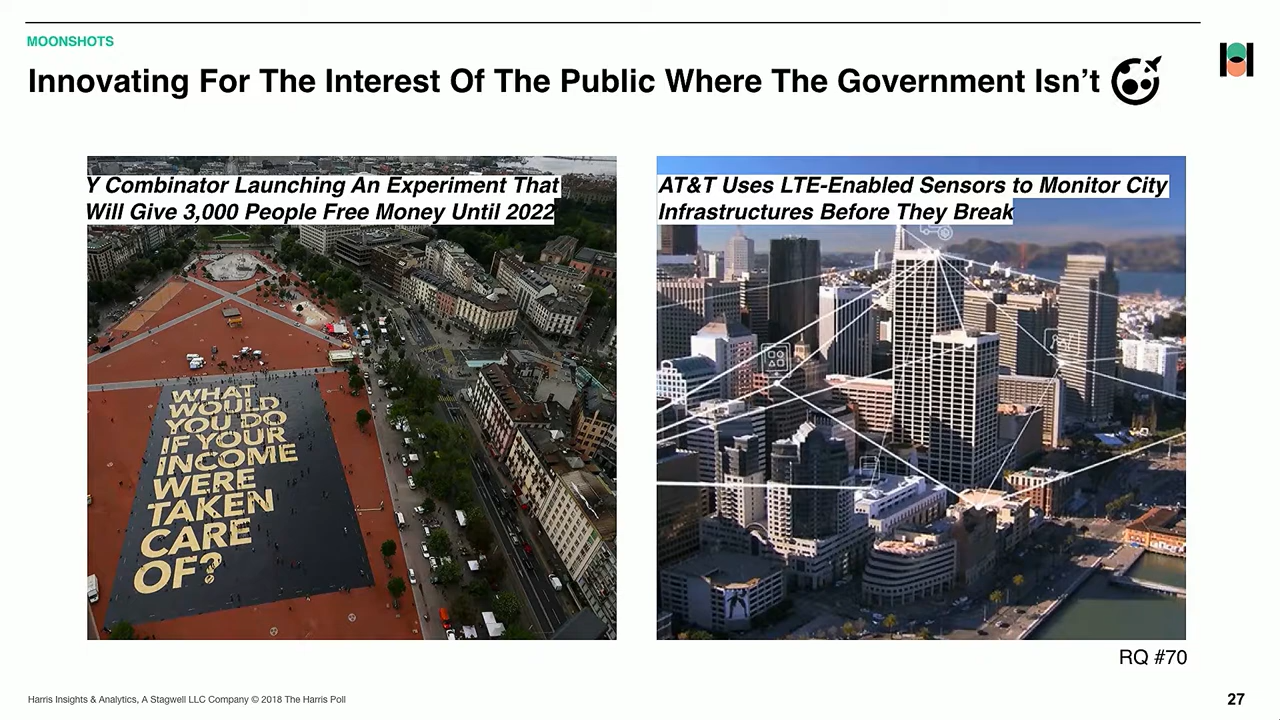 MOONSHOTS
Innovating For The Interest Of The Public Where The Government Isn’t
Y Combinator Launching An Experiment That
Will Give 3,000 People Free Money Until 2022
AT&T Uses LTE-Enabled Sensors to Monitor City
Infrastructures Before They Break
WHAT
WOULD
YOU DO
IF YOUR
INCOME
WERE
TAKEN
CARE
OF?
RQ #70
Harris Insights & Analytics, A Stagwell LLC Company © 2018 The Harris Poll
27